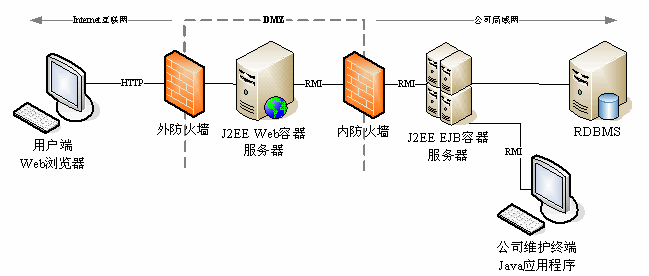 Internet互联网
DMZ
公司局域网
HTTP
RMI
RMI
外防火墙
J2EE Web容器
服务器
内防火墙
J2EE EJB容器
服务器
RDBMS
用户端
Web浏览器
RMI
公司维护终端
Java应用程序